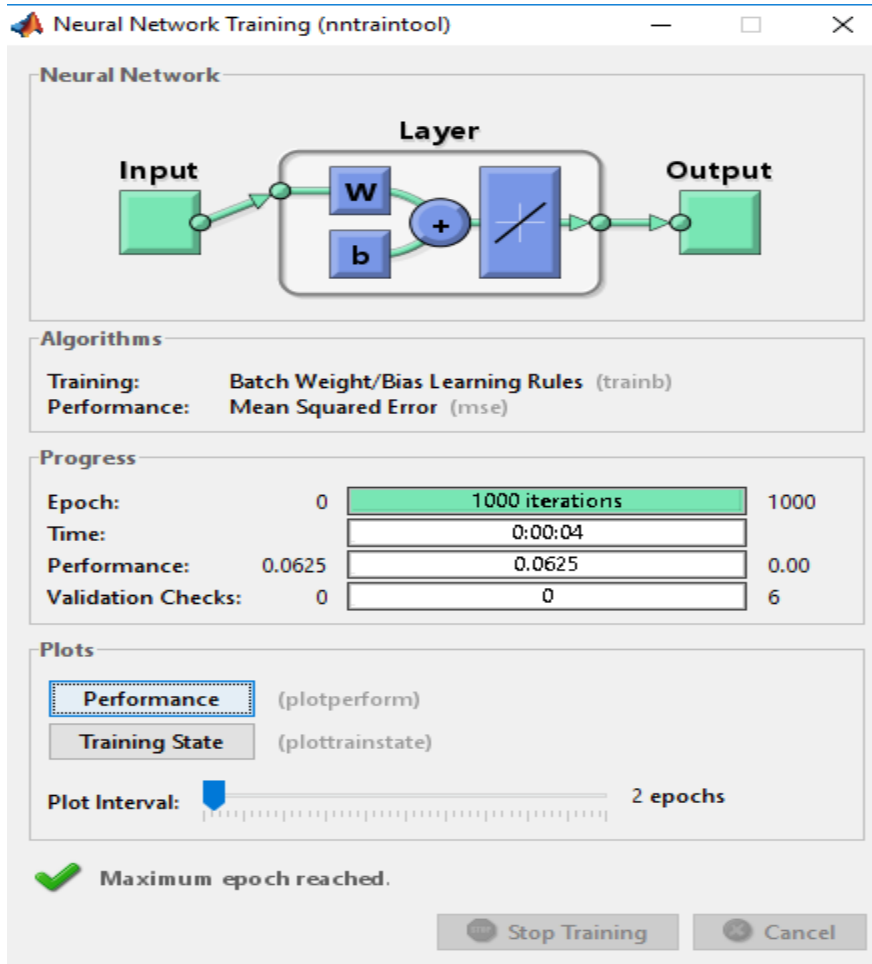 Neural Network Training (nntraintool)
Neural Network
Layer
Input
Output
W
+
b
Algorithms
Training: Batch Weight/Bias Learning Rules (trainb)
Performance: Mean Squared Error (mse)
Progress
Epoch: 0 1000 iterations 1000
Time: 0:00:04
Performance: 0.0625 0.0625 0.00
Validation Checks: 0 0 6
Plots
Performance (plotperform)
Training State (plottrainstate)
Plot Interval: 2 epochs
Maximum epoch reached.
STOP Stop Training Cancel